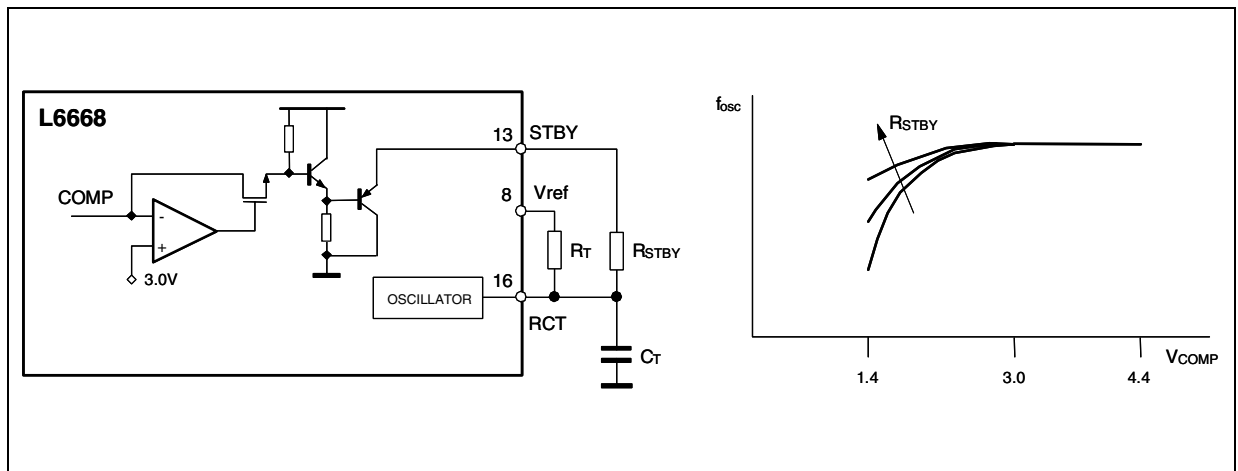 L6668
COMP
-
+
3.0V
13 STBY
8 Vref
RT
RSTBY
16
OSCILLATOR
RCT
CT
fosc
RSTBY
1.4
3.0
4.4
VCOMP